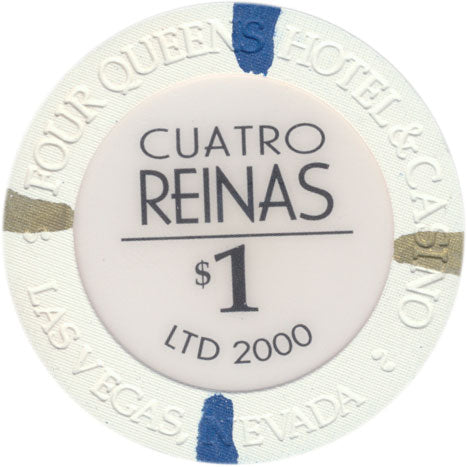 FOUR QUEENS HOTEL & CASINO
CUATRO
REINAS
$1
LTD 2000
LAS VEGAS, NEVADA